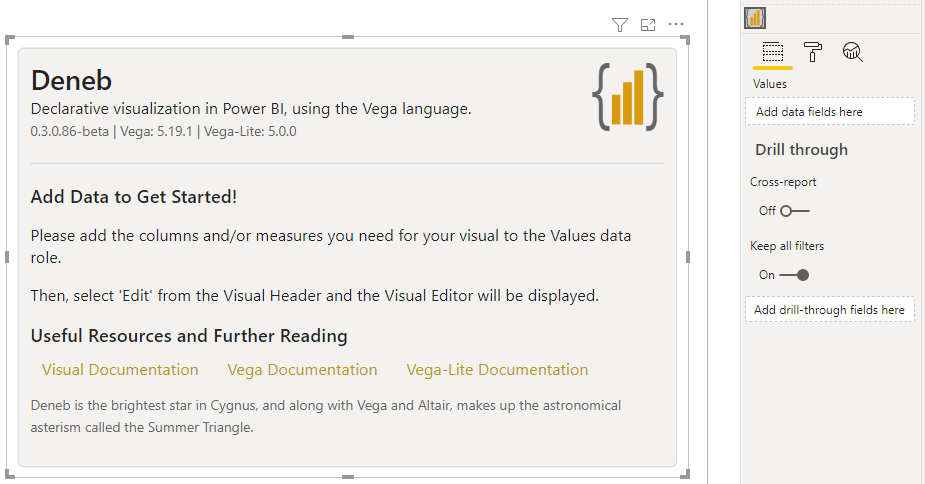 Deneb
Declarative visualization in Power BI, using the Vega language.
0.3.0.86-beta | Vega: 5.19.1 | Vega-Lite: 5.0.0
Add Data to Get Started!
Please add the columns and/or measures you need for your visual to the Values data
role.
Then, select 'Edit' from the Visual Header and the Visual Editor will be displayed.
Useful Resources and Further Reading
Visual Documentation Vega Documentation Vega-Lite Documentation
Deneb is the brightest star in Cygnus, and along with Vega and Altair, makes up the astronomical
asterism called the Summer Triangle.
Values
Add data fields here
Drill through
Cross-report
Off
Keep all filters
On
Add drill-through fields here